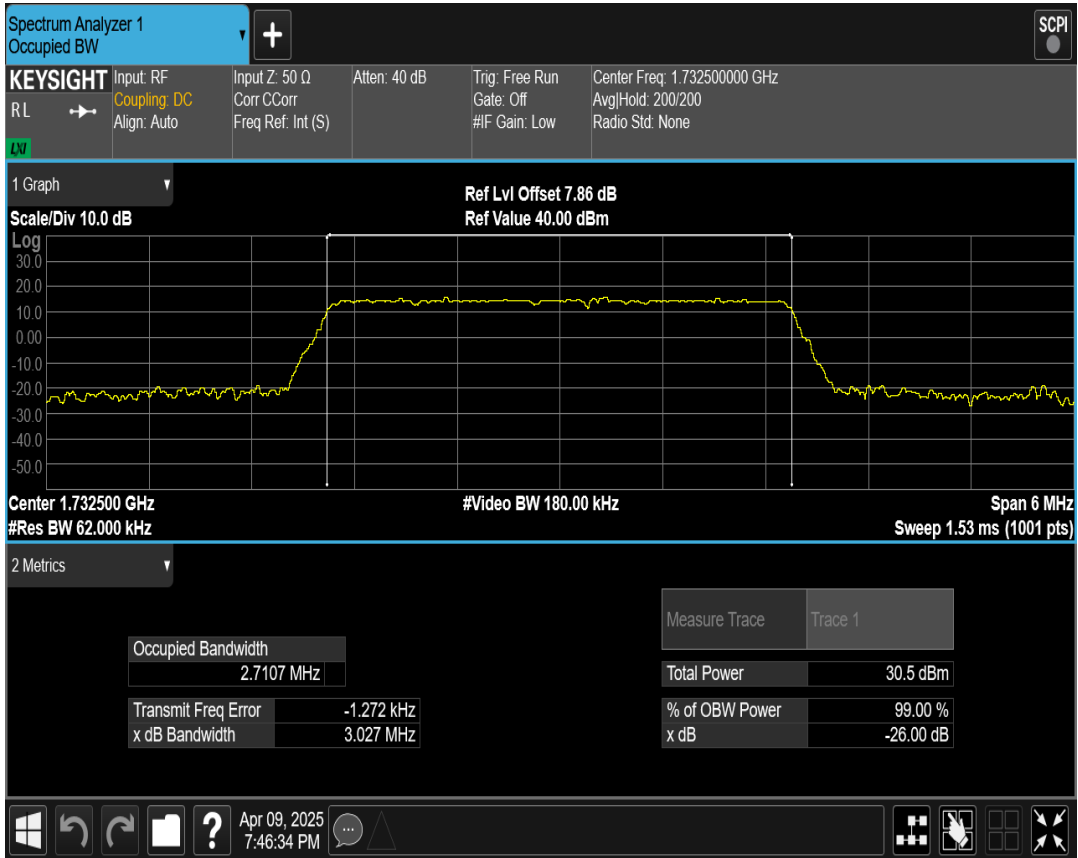 Spectrum Analyzer 1
Occupied BW
SCPI
KEYSIGHT
R L
LXI
Input: RF
Coupling: DC
Align: Auto
Input Z: 50 Ω
Corr CCorr
Freq Ref: Int (S)
Atten: 40 dB
Trig: Free Run
Gate: Off
#IF Gain: Low
Center Freq: 1.732500000 GHz
Avg|Hold: 200/200
Radio Std: None
1 Graph
Scale/Div 10.0 dB
Ref Lvl Offset 7.86 dB
Ref Value 40.00 dBm
Log
30.0
20.0
10.0
0.00
-10.0
-20.0
-30.0
-40.0
-50.0
Center 1.732500 GHz
#Video BW 180.00 kHz
Span 6 MHz
#Res BW 62.000 kHz
Sweep 1.53 ms (1001 pts)
2 Metrics
Measure Trace Trace 1
Occupied Bandwidth
2.7107 MHz
Total Power 30.5 dBm
Transmit Freq Error -1.272 kHz
% of OBW Power 99.00 %
x dB Bandwidth 3.027 MHz
x dB -26.00 dB
?
Apr 09, 2025
7:46:34 PM